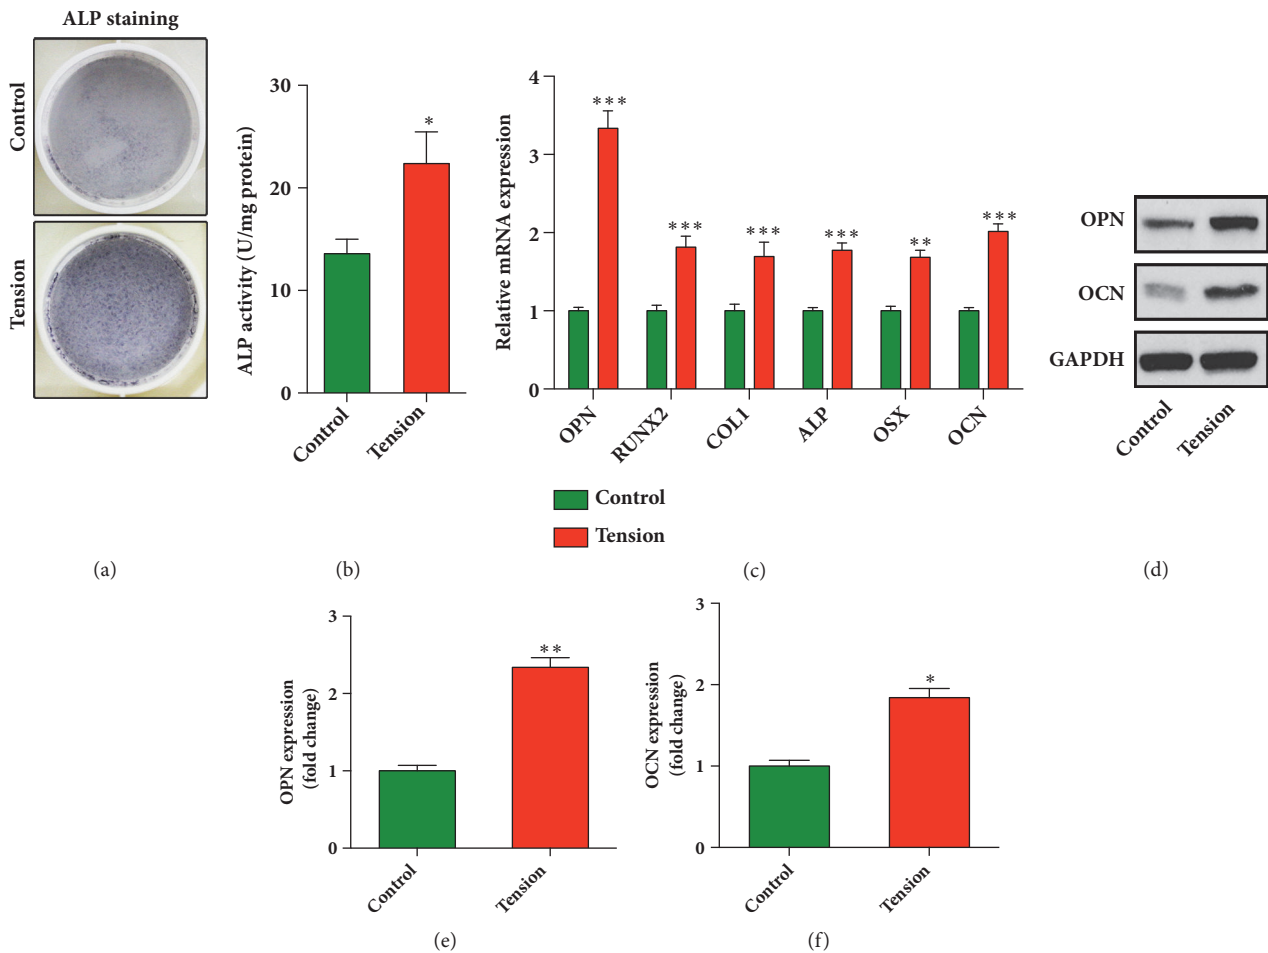 ALP staining
Control
Tension
ALP activity (U/mg protein)
30
20
10
0
*
Control
Tension
Relative mRNA expression
4
3
2
1
0
***
***
***
***
**
***
OPN
RUNX2
COL1
ALP
OSX
OCN
Control
Tension
OPN
OCN
GAPDH
Control
Tension
(a)
(b)
(c)
(d)
OPN expression
(fold change)
3
2
1
0
**
Control
Tension
OCN expression
(fold change)
3
2
1
0
*
Control
Tension
(e)
(f)